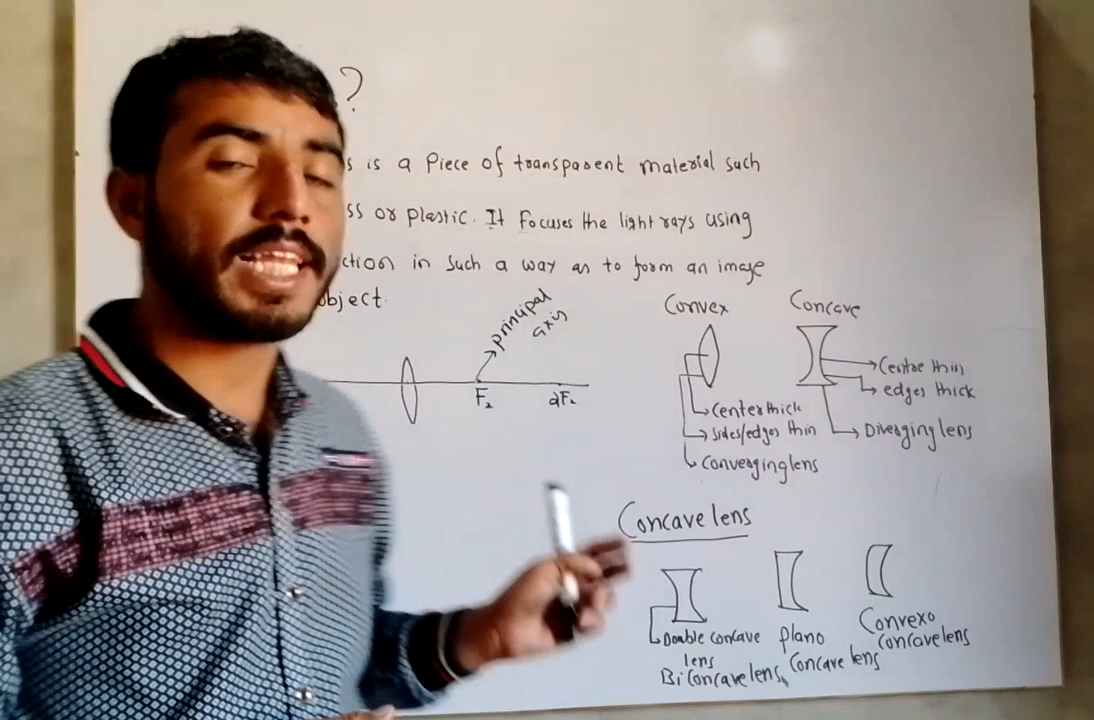 ?
s is a Piece of transparent material such
ss or plastic. It focuses the light rays using
ction in such a way as to form an image
object.
principal
axis
F₂
2F₂
Convex
Center thick
Sides/edges thin
Converging lens
Concave
Centre thin
edges thick
Diverging lens
Concave lens
Double concave
lens
Biconcave lens,
plano
Concave lens
Convexo
concave lens